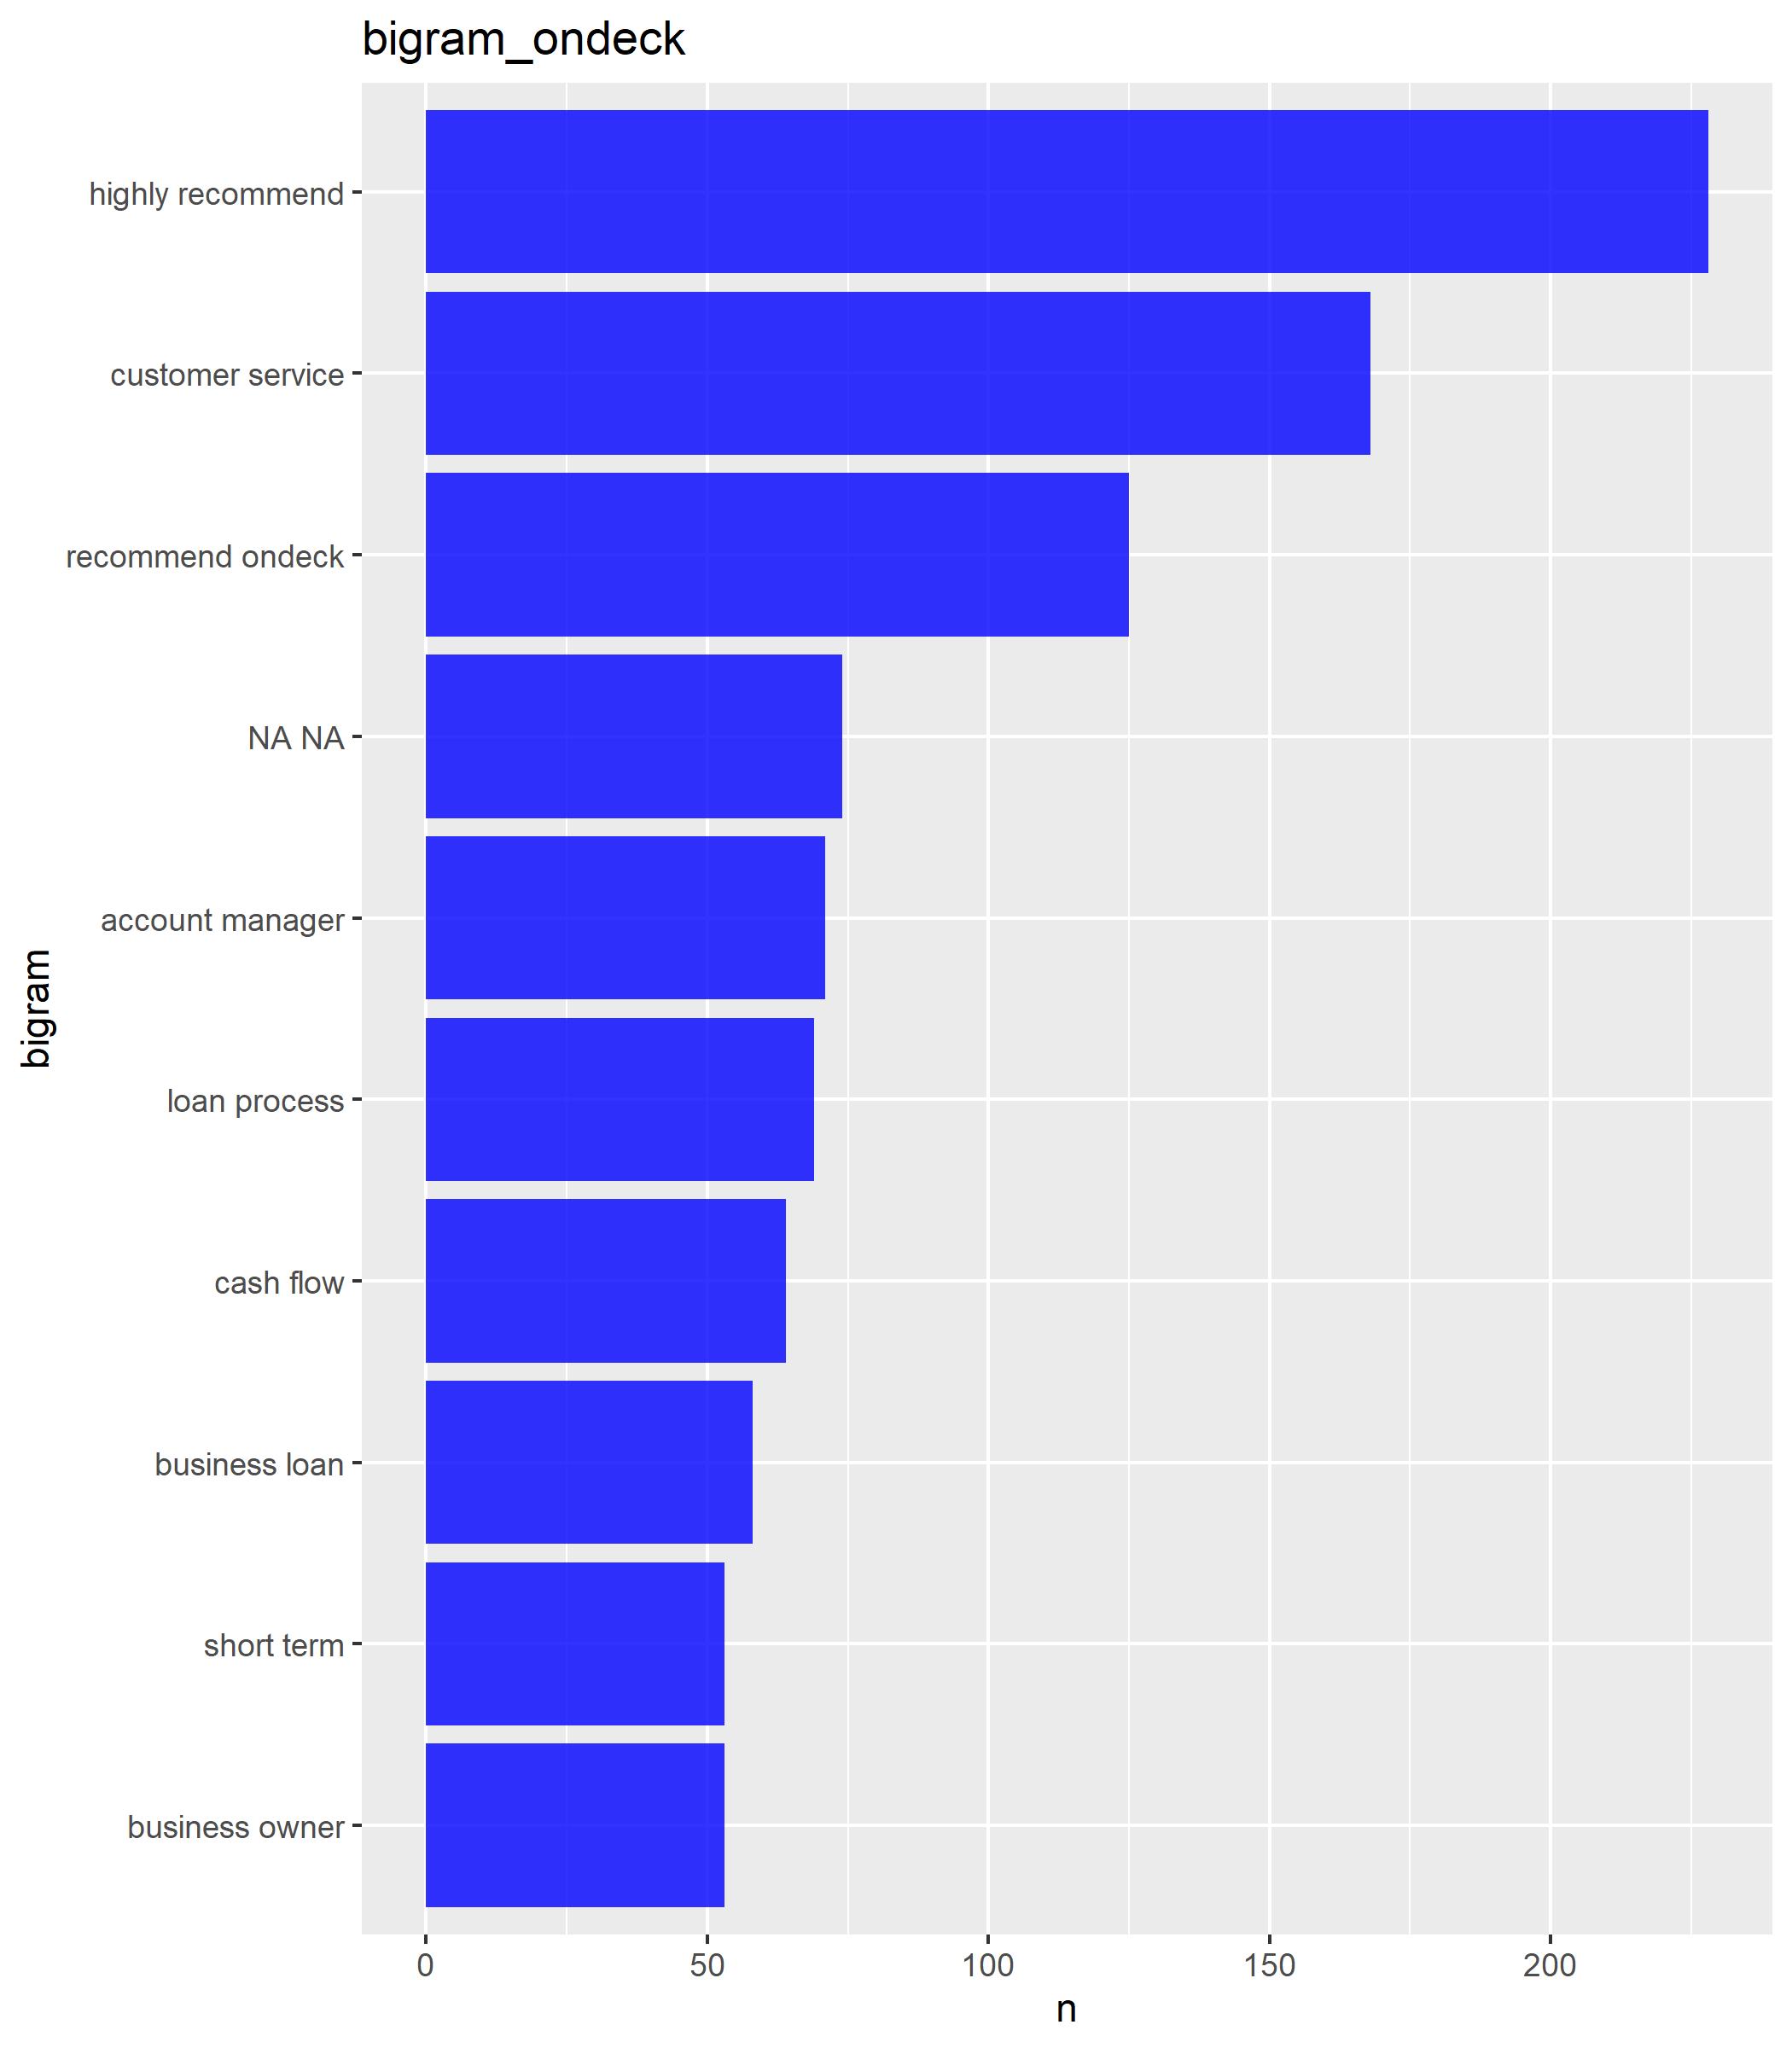 bigram_ondeck
highly recommend
customer service
recommend ondeck
NA NA
account manager
loan process
cash flow
business loan
short term
business owner
bigram
0 50 100 150 200
n